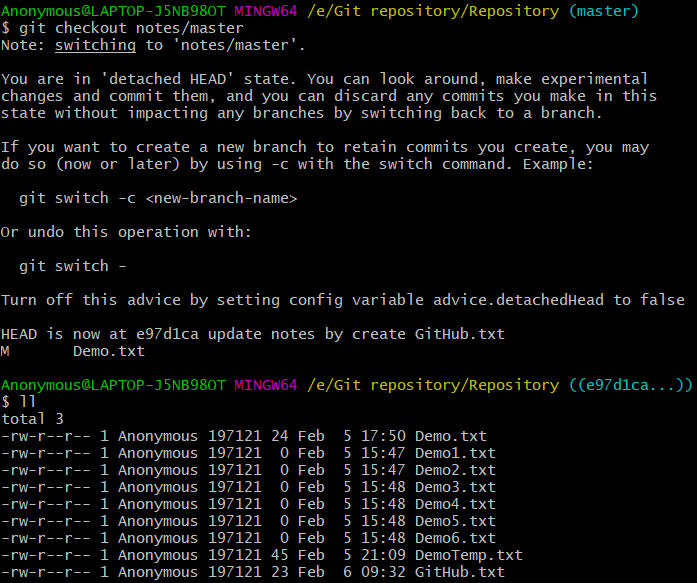 Anonymous@LAPTOP-J5NB98OT MINGW64 /e/Git repository/Repository (master)
$ git checkout notes/master
Note: switching to 'notes/master'.
You are in 'detached HEAD' state. You can look around, make experimental
changes and commit them, and you can discard any commits you make in this
state without impacting any branches by switching back to a branch.
If you want to create a new branch to retain commits you create, you may
do so (now or later) by using -c with the switch command. Example:
git switch -c <new-branch-name>
Or undo this operation with:
git switch -
Turn off this advice by setting config variable advice.detachedHead to false
HEAD is now at e97d1ca update notes by create GitHub.txt
M       Demo.txt
Anonymous@LAPTOP-J5NB98OT MINGW64 /e/Git repository/Repository ((e97d1ca...))
$ ll
total 3
-rw-r--r-- 1 Anonymous 197121 24 Feb  5 17:50 Demo.txt
-rw-r--r-- 1 Anonymous 197121  0 Feb  5 15:47 Demo1.txt
-rw-r--r-- 1 Anonymous 197121  0 Feb  5 15:47 Demo2.txt
-rw-r--r-- 1 Anonymous 197121  0 Feb  5 15:48 Demo3.txt
-rw-r--r-- 1 Anonymous 197121  0 Feb  5 15:48 Demo4.txt
-rw-r--r-- 1 Anonymous 197121  0 Feb  5 15:48 Demo5.txt
-rw-r--r-- 1 Anonymous 197121  0 Feb  5 15:48 Demo6.txt
-rw-r--r-- 1 Anonymous 197121 45 Feb  5 21:09 DemoTemp.txt
-rw-r--r-- 1 Anonymous 197121 23 Feb  6 09:32 GitHub.txt